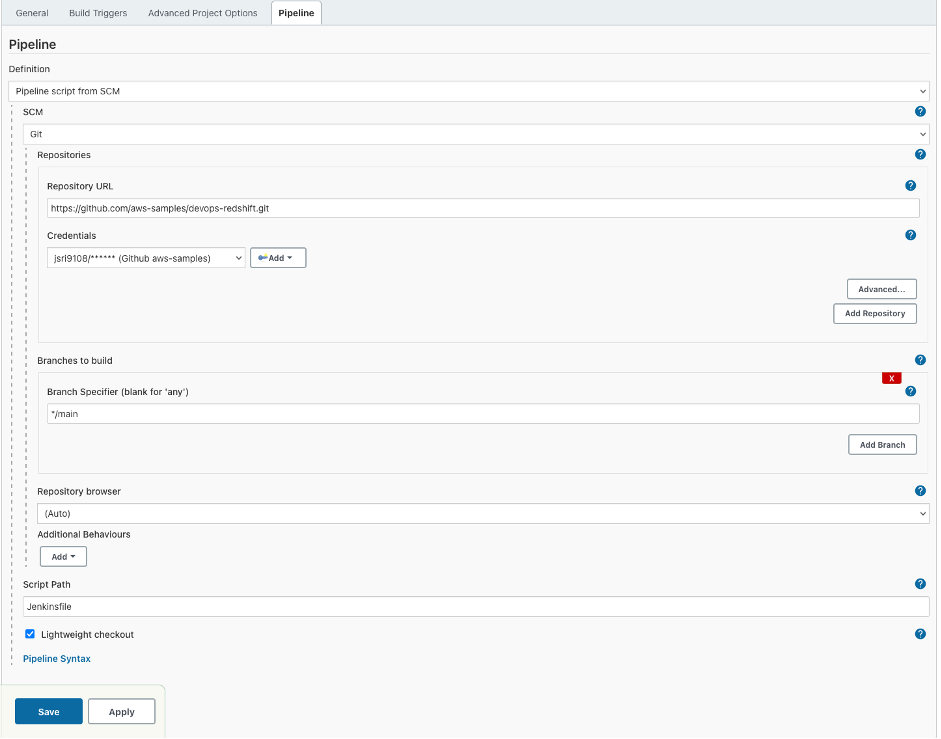 General Build Triggers Advanced Project Options Pipeline
Pipeline
Definition
Pipeline script from SCM
SCM ?
Git
Repositories ?
Repository URL ?
https://github.com/aws-samples/devops-redshift.git
Credentials ?
jsri9108/****** (Github aws-samples) Add
Advanced...
Add Repository
Branches to build ?
X
Branch Specifier (blank for 'any') ?
*/main
Add Branch
Repository browser ?
(Auto)
Additional Behaviours
Add
Script Path ?
Jenkinsfile
Lightweight checkout ?
Pipeline Syntax
Save Apply